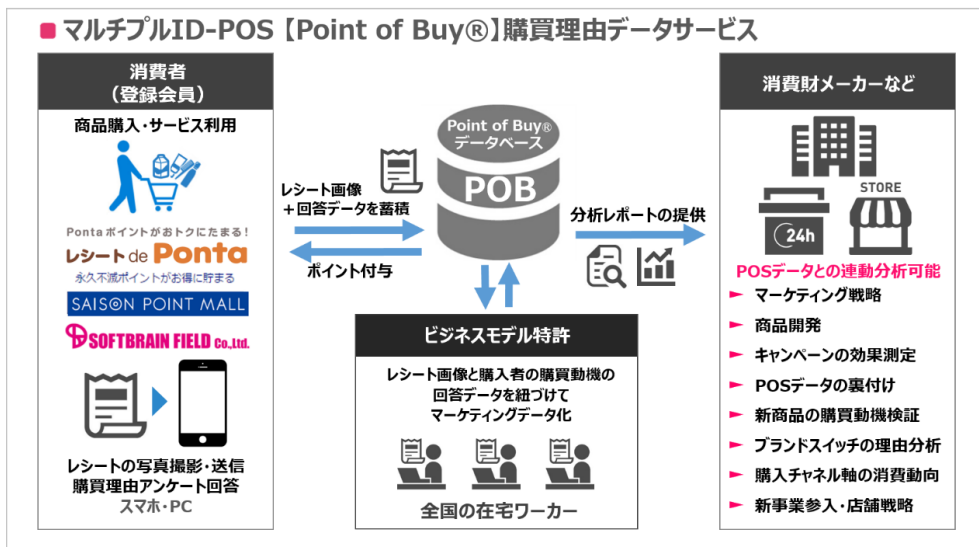 マルチプルID-POS【Point of Buy®】購買理由データサービス
消費者
（登録会員）
商品購入・サービス利用
Pontaポイントがおトクにたまる！
レシート de Ponta
永久不滅ポイントがお得に貯まる
SAISON POINT MALL
SOFTBRAIN FIELD Co.,Ltd.
レシートの写真撮影・送信
購買理由アンケート回答
スマホ・PC
レシート画像
＋回答データを蓄積
ポイント付与
Point of Buy®
データベース
POB
分析レポートの提供
ビジネスモデル特許
レシート画像と購入者の購買動機の
回答データを紐づけて
マーケティングデータ化
全国の在宅ワーカー
消費財メーカーなど
24h
STORE
POSデータとの連動分析可能
► マーケティング戦略
► 商品開発
► キャンペーンの効果測定
► POSデータの裏付け
► 新商品の購買動機検証
► ブランドスイッチの理由分析
► 購入チャネル軸の消費動向
► 新事業参入・店舗戦略